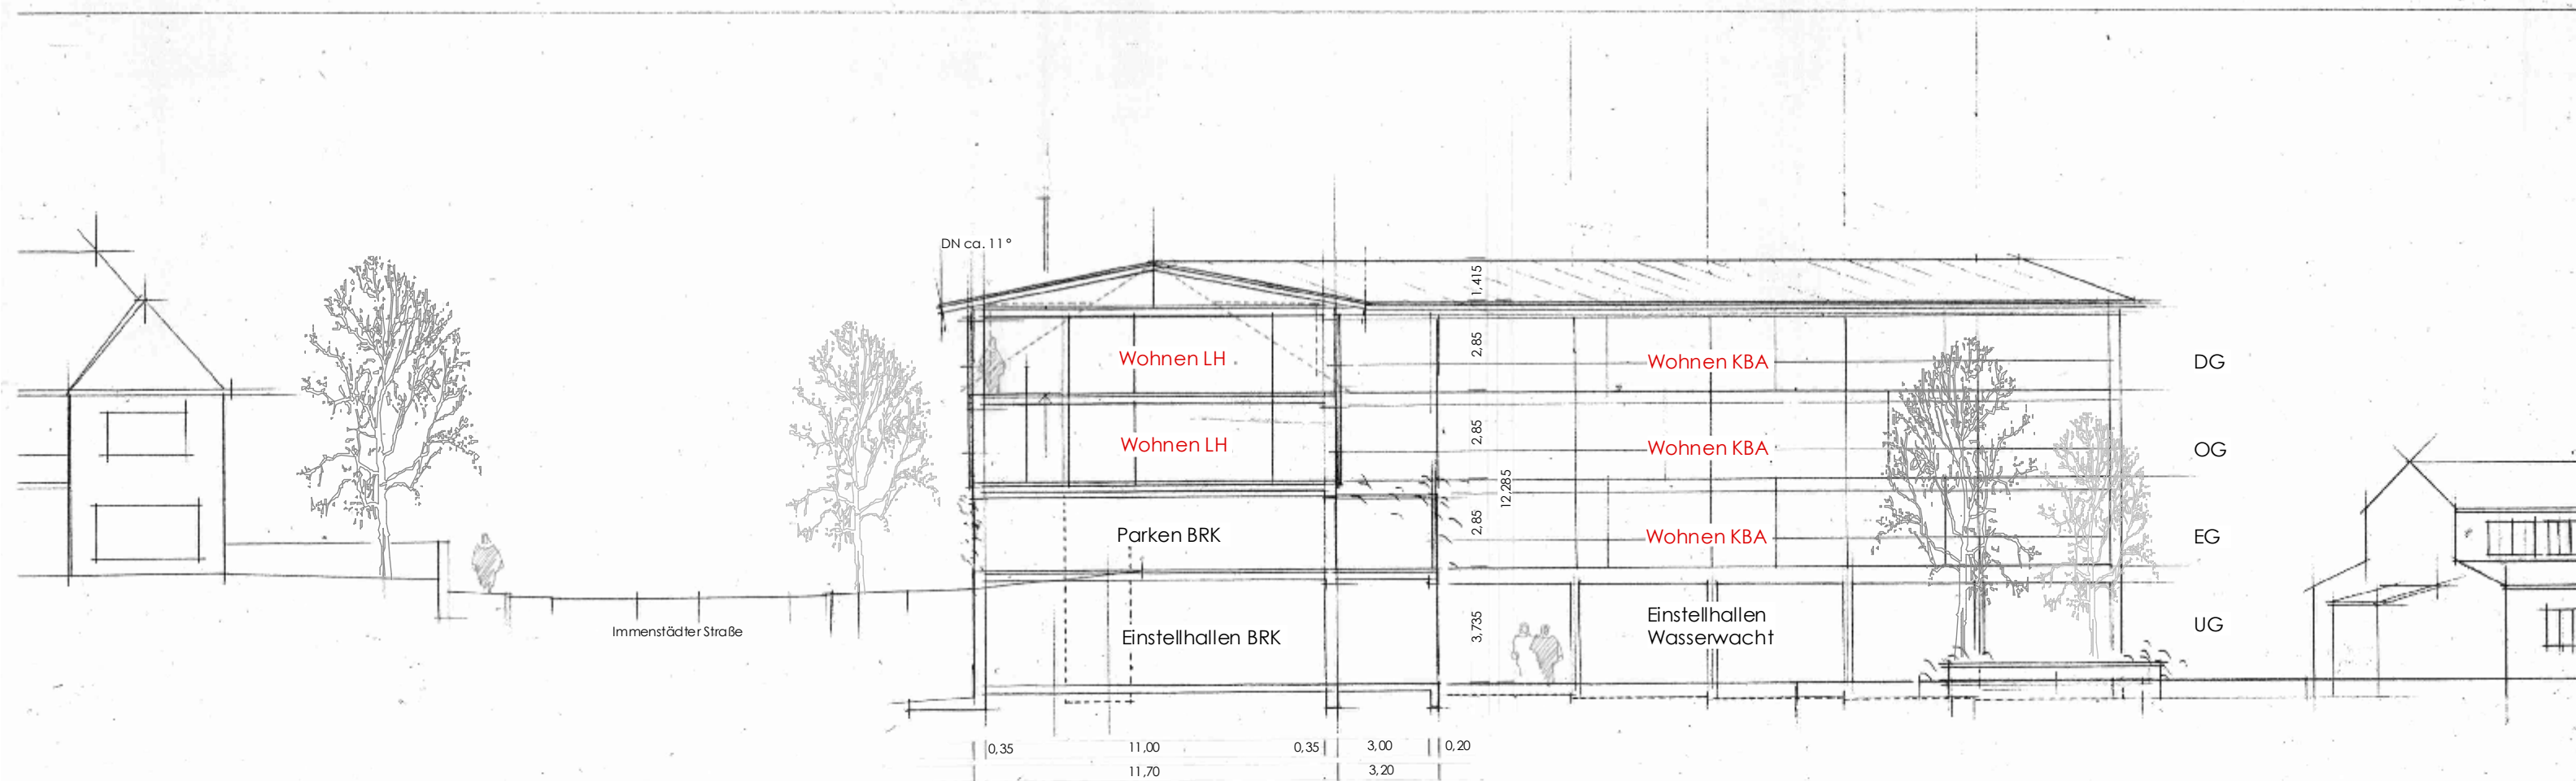 DN ca. 11°
1,415
Wohnen LH
2,85
Wohnen KBA
DG
Wohnen LH
2,85
Wohnen KBA
OG
12,285
Parken BRK
2,85
Wohnen KBA
EG
Immenstädter Straße
Einstellhallen BRK
3,735
Einstellhallen
Wasserwacht
UG
0,35
11,00
0,35
3,00
0,20
11,70
3,20